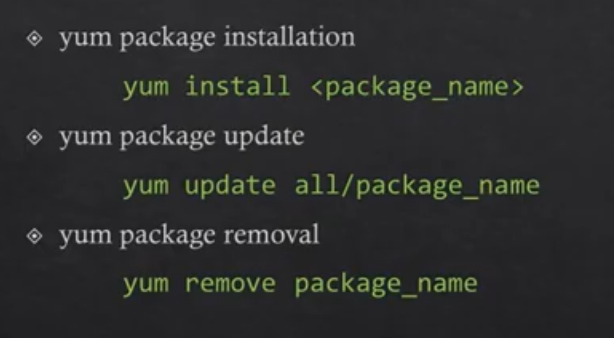 yum package installation
yum install <package_name>
yum package update
yum update all/package_name
yum package removal
yum remove package_name